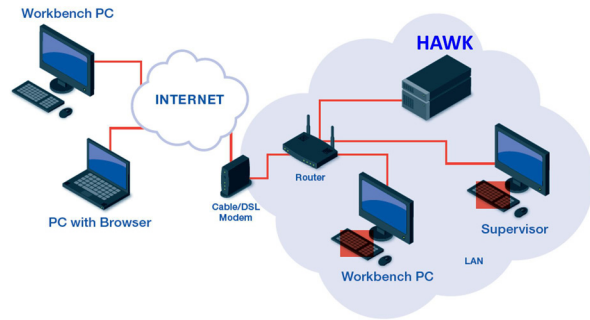 Workbench PC
HAWK
INTERNET
Router
Cable/DSL
Modem
PC with Browser
Supervisor
Workbench PC
LAN